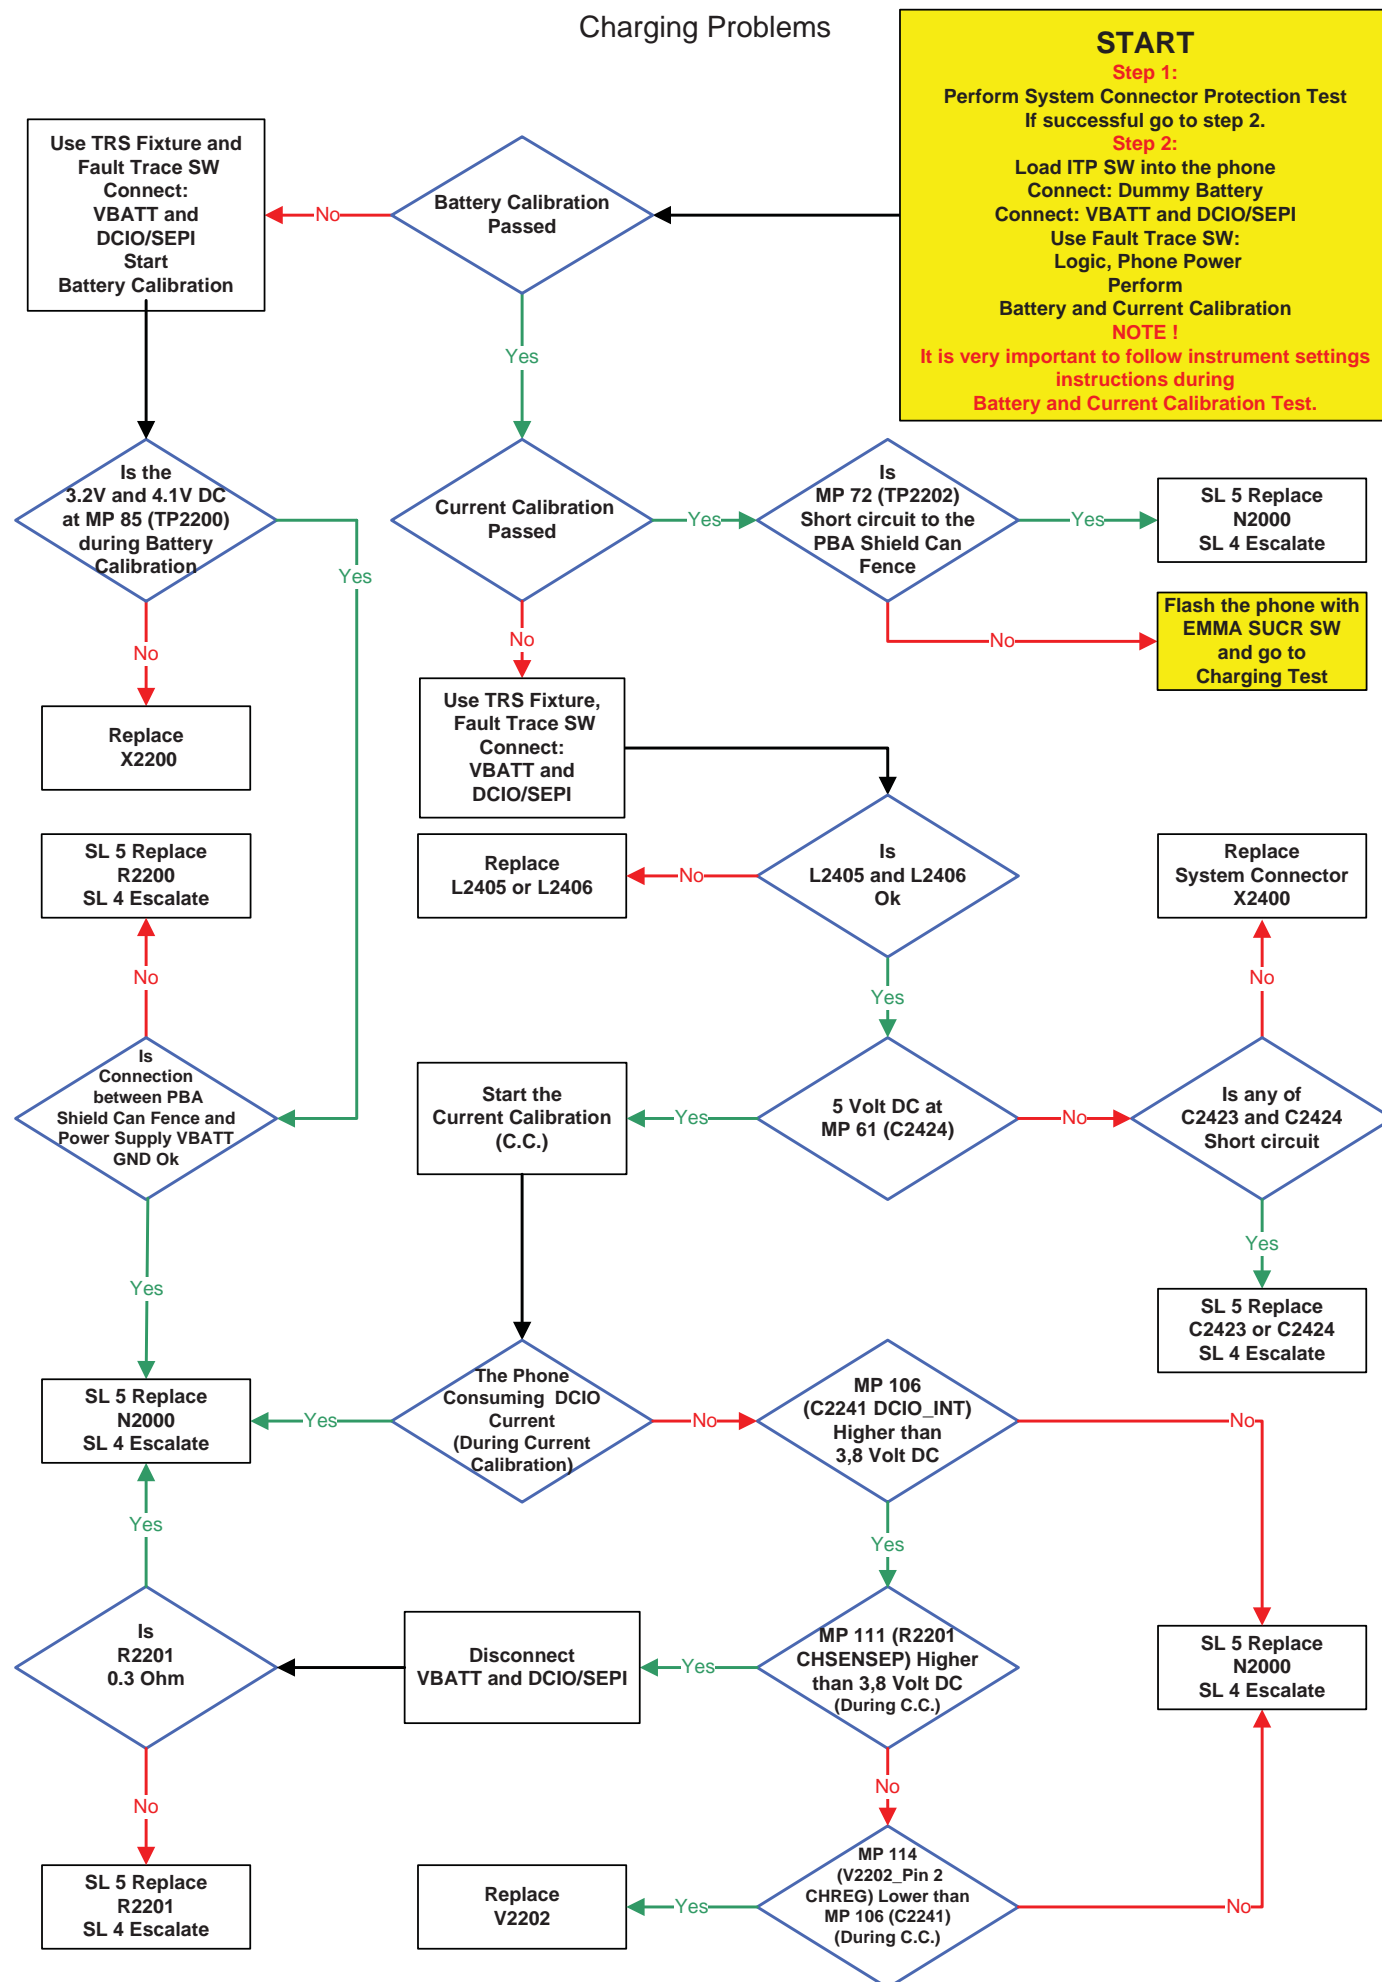 Charging Problems
START
Step 1:
Perform System Connector Protection Test
If successful go to step 2.
Step 2:
Load ITP SW into the phone
Connect: Dummy Battery
Connect: VBATT and DCIO/SEPI
Use Fault Trace SW:
Logic, Phone Power
Perform
Battery and Current Calibration
NOTE !
It is very important to follow instrument settings
instructions during
Battery and Current Calibration Test.
Use TRS Fixture and
Fault Trace SW
Connect:
VBATT and
DCIO/SEPI
Start
Battery Calibration
No
Battery Calibration
Passed
Yes
Is the
3.2V and 4.1V DC
at MP 85 (TP2200)
during Battery
Calibration
Yes
No
Current Calibration
Passed
Yes
No
Is
MP 72 (TP2202)
Short circuit to the
PBA Shield Can
Fence
Yes
No
SL 5 Replace
N2000
SL 4 Escalate
Flash the phone with
EMMA SUCR SW
and go to
Charging Test
Replace
X2200
Use TRS Fixture,
Fault Trace SW
Connect:
VBATT and
DCIO/SEPI
SL 5 Replace
R2200
SL 4 Escalate
No
Replace
L2405 or L2406
No
Is
L2405 and L2406
Ok
Yes
Replace
System Connector
X2400
No
Is
Connection
between PBA
Shield Can Fence and
Power Supply VBATT
GND Ok
Yes
Start the
Current Calibration
(C.C.)
Yes
5 Volt DC at
MP 61 (C2424)
No
Is any of
C2423 and C2424
Short circuit
Yes
SL 5 Replace
C2423 or C2424
SL 4 Escalate
SL 5 Replace
N2000
SL 4 Escalate
Yes
The Phone
Consuming DCIO
Current
(During Current
Calibration)
No
MP 106
(C2241 DCIO_INT)
Higher than
3,8 Volt DC
No
Yes
Yes
Is
R2201
0.3 Ohm
No
Disconnect
VBATT and DCIO/SEPI
Yes
MP 111 (R2201
CHSENSEP) Higher
than 3,8 Volt DC
(During C.C.)
No
SL 5 Replace
N2000
SL 4 Escalate
SL 5 Replace
R2201
SL 4 Escalate
Replace
V2202
Yes
MP 114
(V2202_Pin 2
CHREG) Lower than
MP 106 (C2241)
(During C.C.)
No